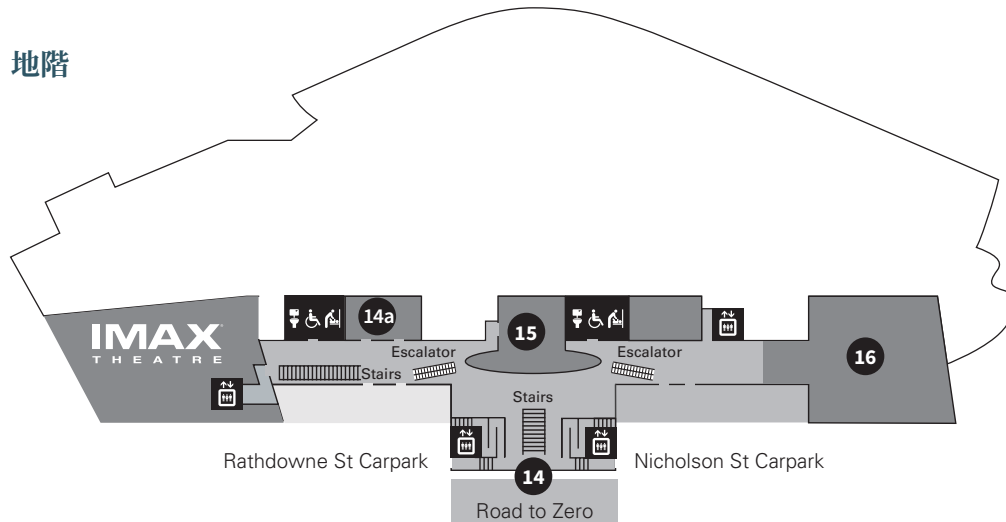 地階
IMAX
THEATRE
14a
15
16
Escalator
Escalator
Stairs
Stairs
Rathdowne St Carpark
Nicholson St Carpark
14
Road to Zero